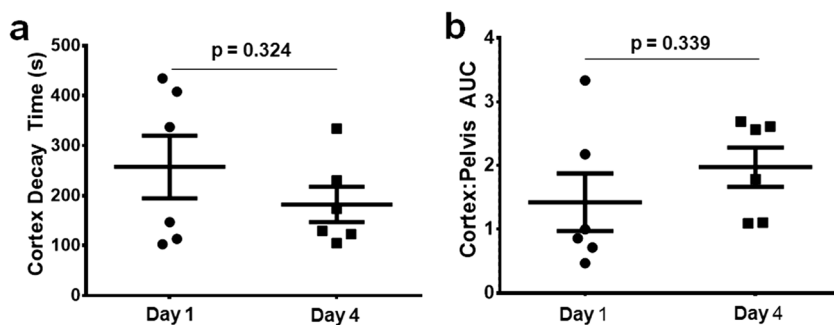 a
p = 0.324
Cortex Decay Time (s)
500
400
300
200
100
0
Day 1
Day 4
b
p = 0.339
Cortex:Pelvis AUC
4
3
2
1
0
Day 1
Day 4